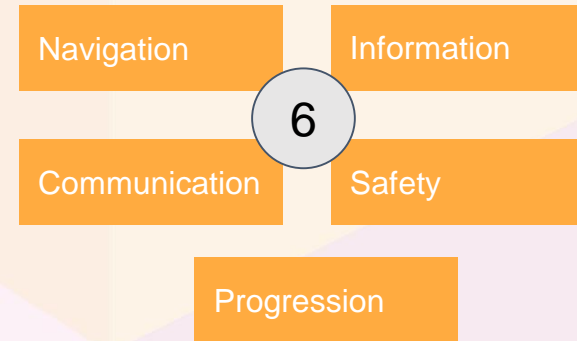 Navigation
Information
6
Communication
Safety
Progression